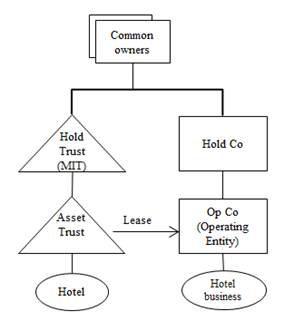 Common
owners
Hold
Trust
(MIT)
Hold Co
Asset
Trust
Lease
Op Co
(Operating
Entity)
Hotel
Hotel
business